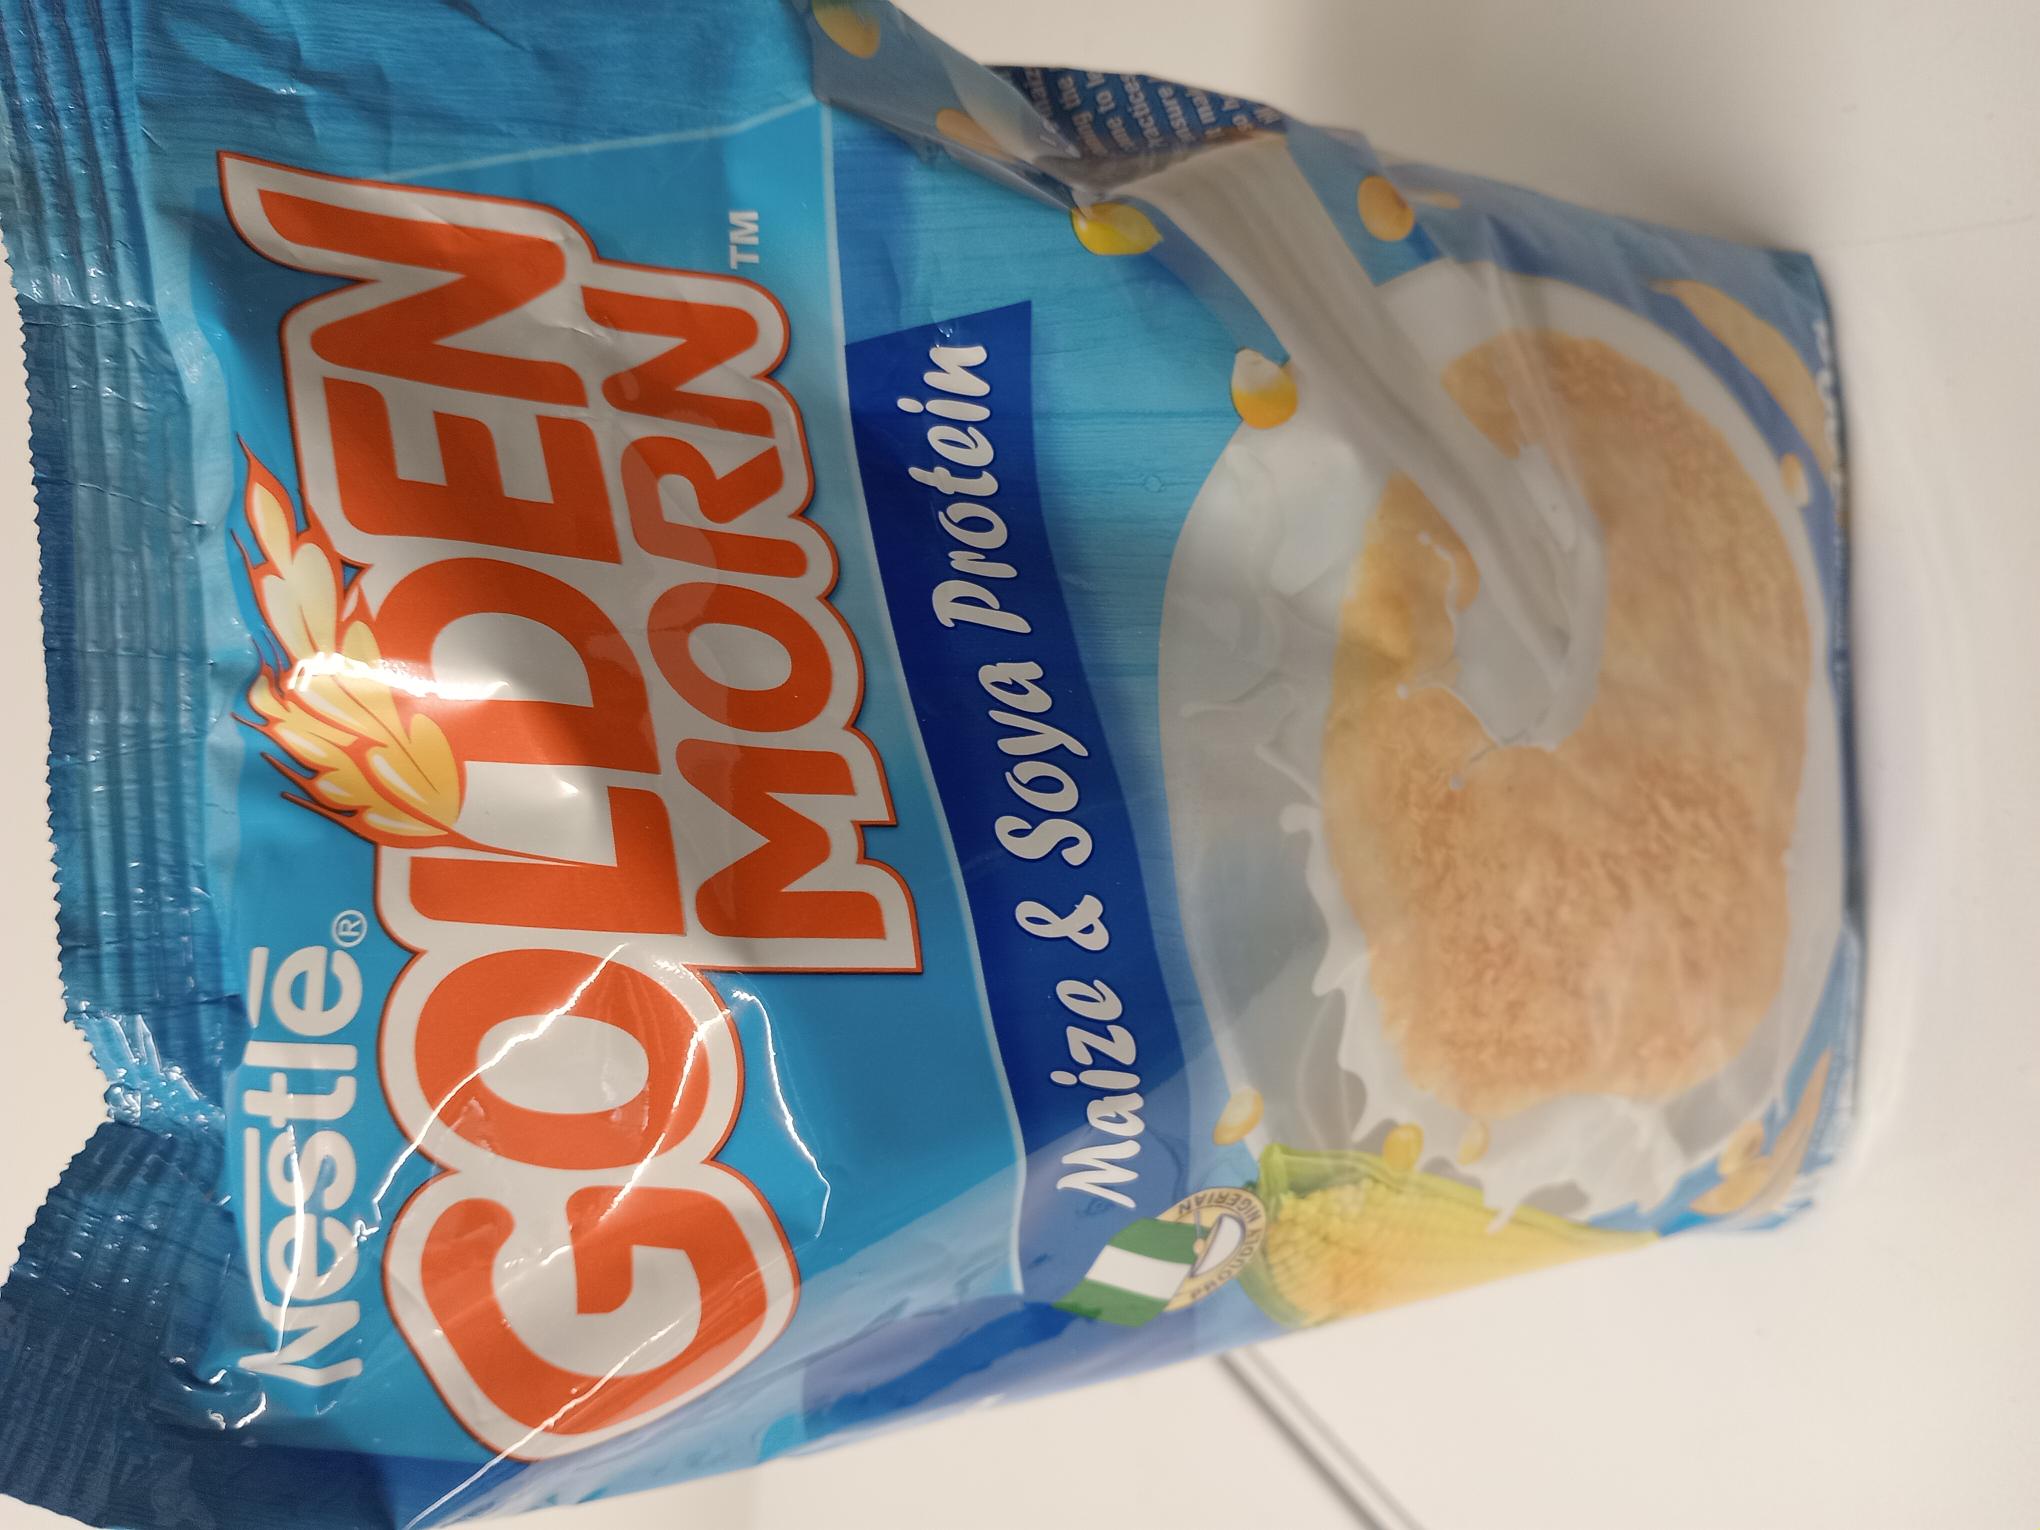 Nestlé®
GOLDEN
MORN™
Maize & Soya Protein
PROUDLY NIGERIAN